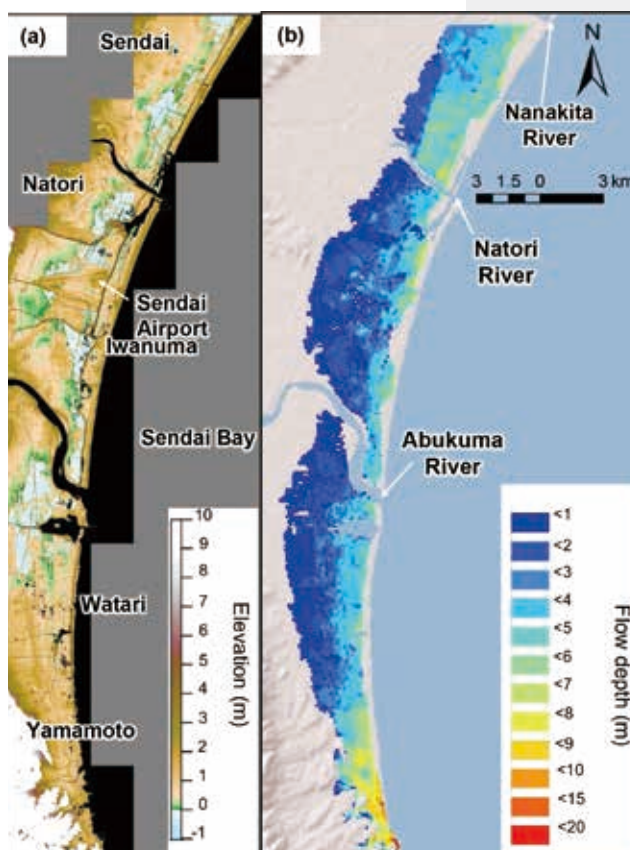 (a)
Sendai
Natori
Sendai
Airport
Iwanuma
Sendai Bay
Watari
Yamamoto
10
9
8
7
6
5
4
3
2
1
0
-1
Elevation (m)
(b)
N
Nanakita
River
3 1.5 0 3 km
Natori
River
Abukuma
River
<1
<2
<3
<4
<5
<6
<7
<8
<9
<10
<15
<20
Flow depth (m)